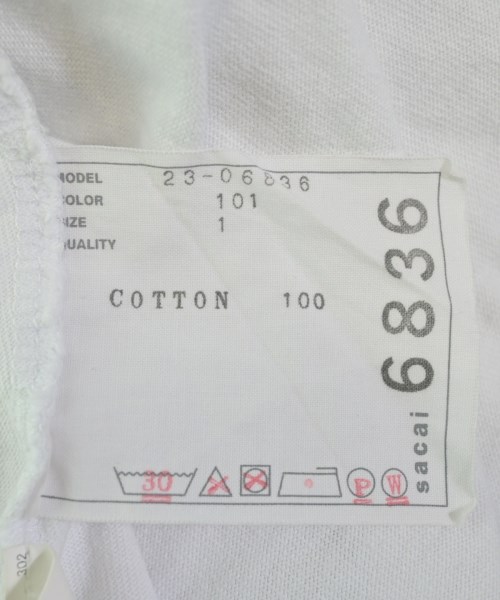 MODEL 23-06836
COLOR 101
SIZE 1
QUALITY
COTTON 100
6836
sacai
30
P
W
302